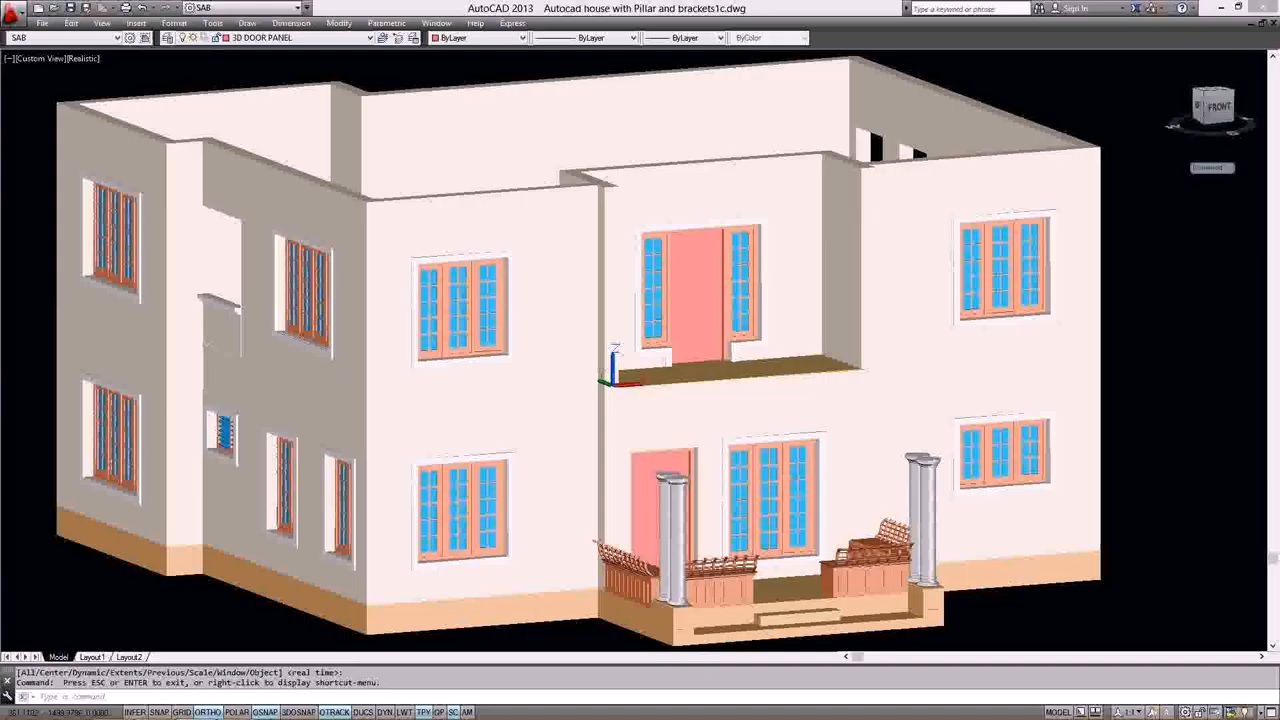 SAB
AutoCAD 2013 Autocad house with Pillar and brackets1c.dwg
Type a keyword or phrase
Sign In
File Edit View Insert Format Tools Draw Dimension Modify Parametric Window Help Express
SAB
3D DOOR PANEL
ByLayer
ByLayer
ByLayer
ByColor
[−][Custom View][Realistic]
FRONT
Z
Model Layout1 Layout2
[All/Center/Dynamic/Extents/Previous/Scale/Window/Object] <real time>:
Command: Press ESC or ENTER to exit, or right-click to display shortcut-menu.
Type a command
INFER SNAP GRID ORTHO POLAR OSNAP 3DOSNAP OTRACK DUCS DYN LWT TPY QP SC AM
MODEL
1:1